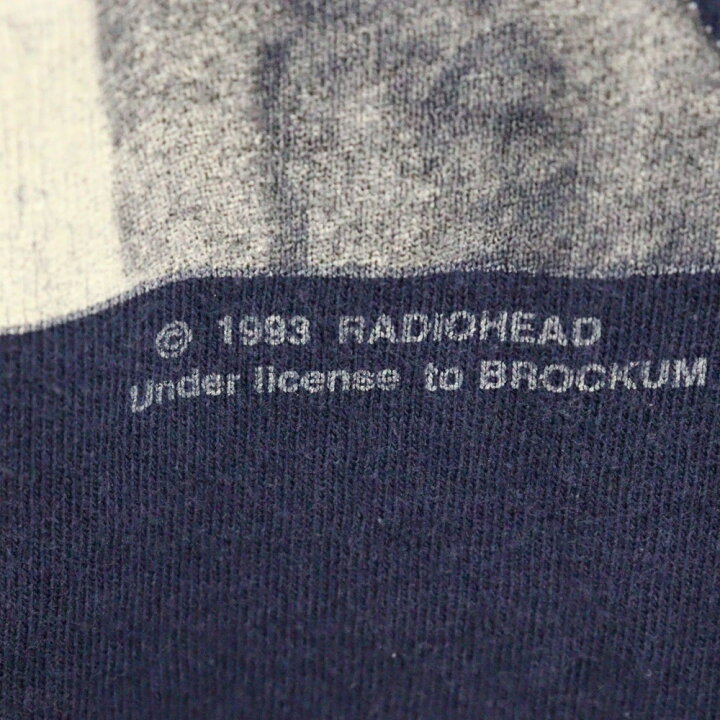 © 1993 RADIOHEAD
Under license to BROCKUM